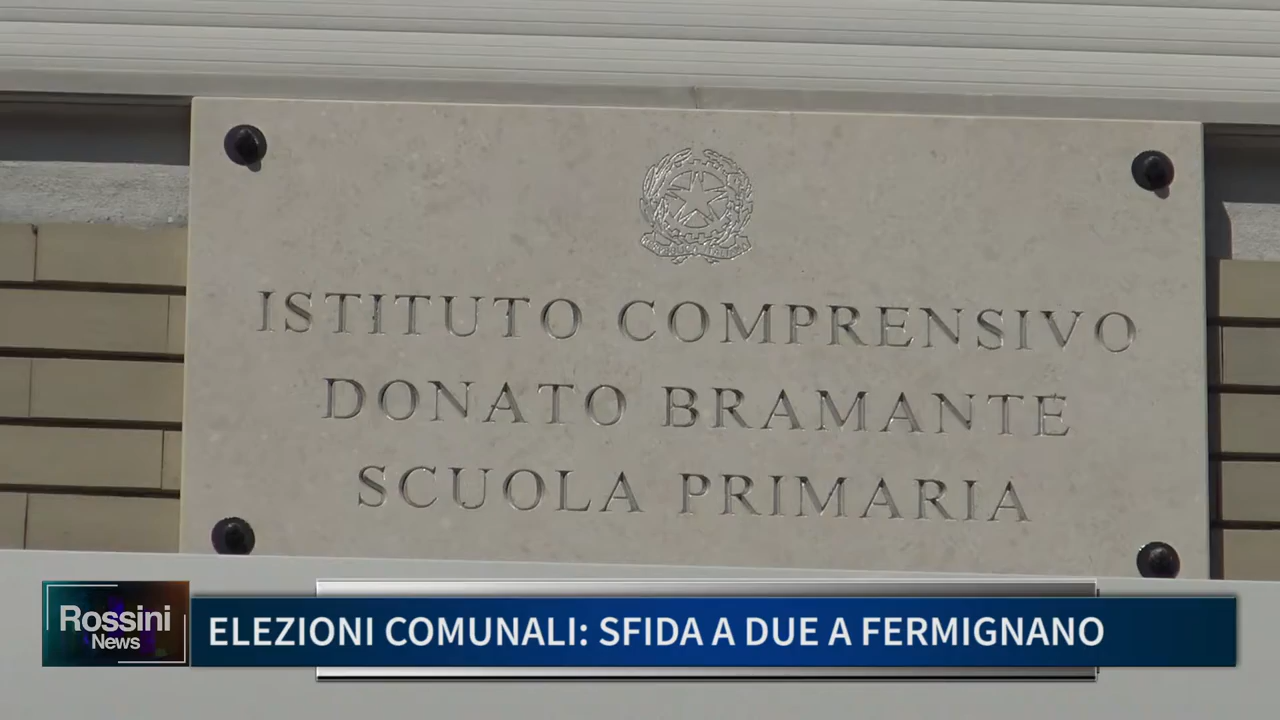 ISTITUTO COMPRENSIVO
DONATO BRAMANTE
SCUOLA PRIMARIA
Rossini
News
ELEZIONI COMUNALI: SFIDA A DUE A FERMIGNANO